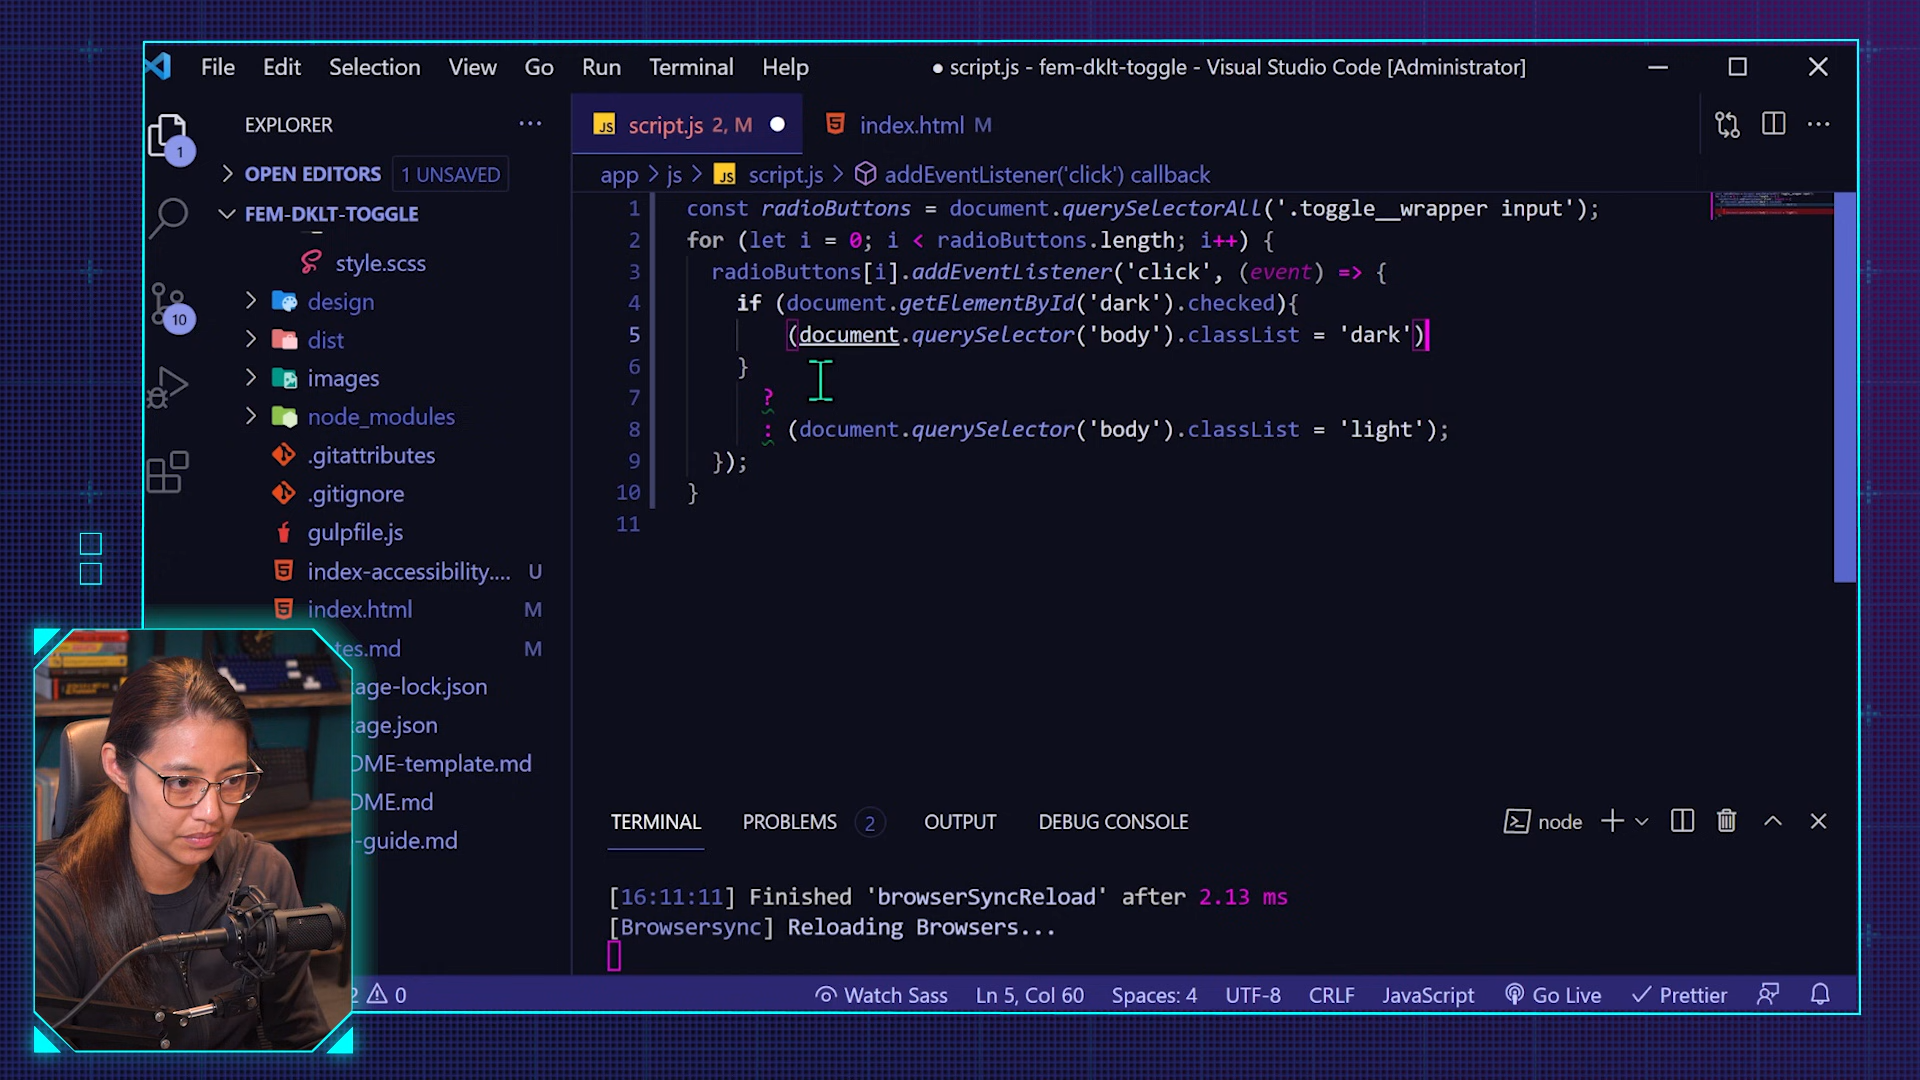 File Edit Selection View Go Run Terminal Help
● script.js - fem-dklt-toggle - Visual Studio Code [Administrator]
EXPLORER
1
OPEN EDITORS 1 UNSAVED
FEM-DKLT-TOGGLE
style.scss
design
10
dist
images
node_modules
.gitattributes
.gitignore
gulpfile.js
index-accessibility.... U
index.html M
tes.md M
age-lock.json
age.json
OME-template.md
OME.md
-guide.md
JS script.js 2, M
index.html M
app > js > JS script.js > addEventListener('click') callback
1 const radioButtons = document.querySelectorAll('.toggle__wrapper input');
2 for (let i = 0; i < radioButtons.length; i++) {
3 radioButtons[i].addEventListener('click', (event) => {
4 if (document.getElementById('dark').checked){
5 (document.querySelector('body').classList = 'dark')
6 }
7 ?
8 : (document.querySelector('body').classList = 'light');
9 });
10 }
11
TERMINAL PROBLEMS 2 OUTPUT DEBUG CONSOLE
node
[16:11:11] Finished 'browserSyncReload' after 2.13 ms
[Browsersync] Reloading Browsers...
2 0 Watch Sass Ln 5, Col 60 Spaces: 4 UTF-8 CRLF JavaScript Go Live Prettier